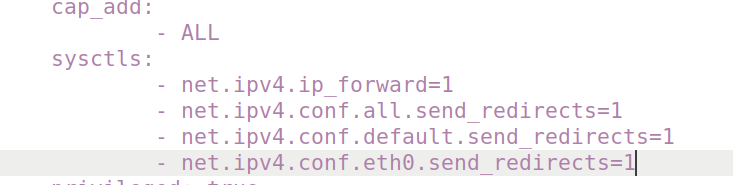 cap_add:
- ALL
sysctls:
- net.ipv4.ip_forward=1
- net.ipv4.conf.all.send_redirects=1
- net.ipv4.conf.default.send_redirects=1
- net.ipv4.conf.eth0.send_redirects=1